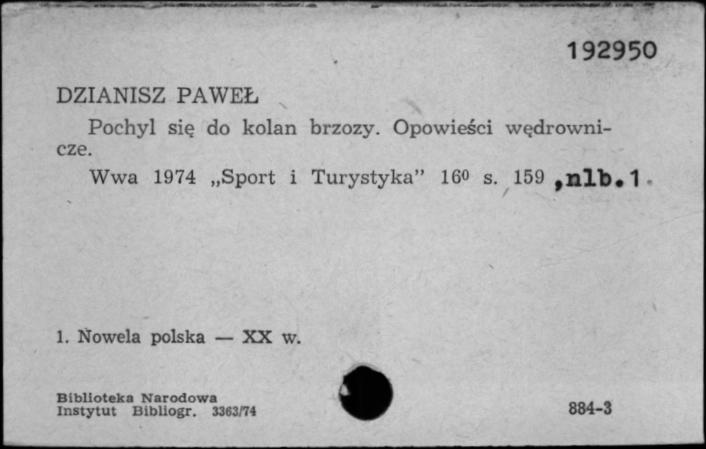 192950
DZIANISZ PAWEŁ
Pochyl się do kolan brzozy. Opowieści wędrowni-
cze.
Wwa 1974 „Sport i Turystyka” 16⁰ s. 159 ,nlb.1.
1. Nowela polska — XX w.
Biblioteka Narodowa
Instytut Bibliogr. 3363/74
884-3